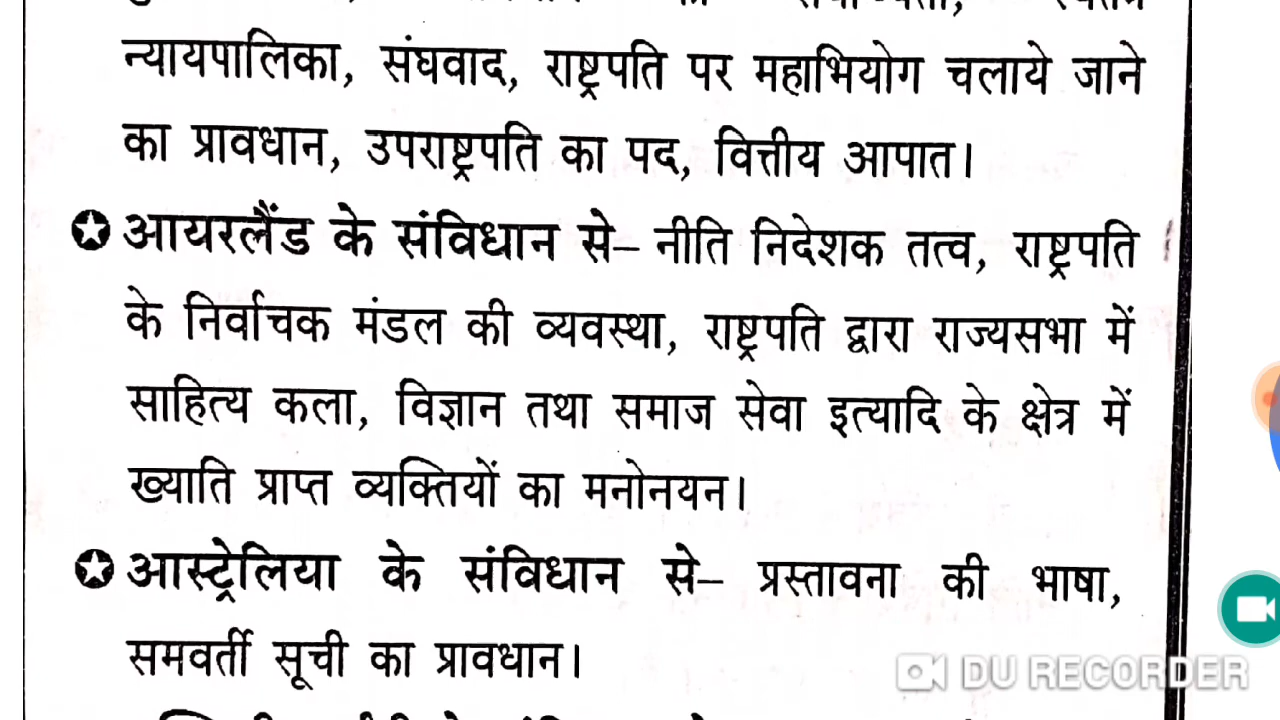 न्यायपालिका, संघवाद, राष्ट्रपति पर महाभियोग चलाये जाने
का प्रावधान, उपराष्ट्रपति का पद, वित्तीय आपात।
✪ आयरलैंड के संविधान से– नीति निदेशक तत्व, राष्ट्रपति
के निर्वाचक मंडल की व्यवस्था, राष्ट्रपति द्वारा राज्यसभा में
साहित्य कला, विज्ञान तथा समाज सेवा इत्यादि के क्षेत्र में
ख्याति प्राप्त व्यक्तियों का मनोनयन।
✪ आस्ट्रेलिया के संविधान से– प्रस्तावना की भाषा,
समवर्ती सूची का प्रावधान।
DU RECORDER